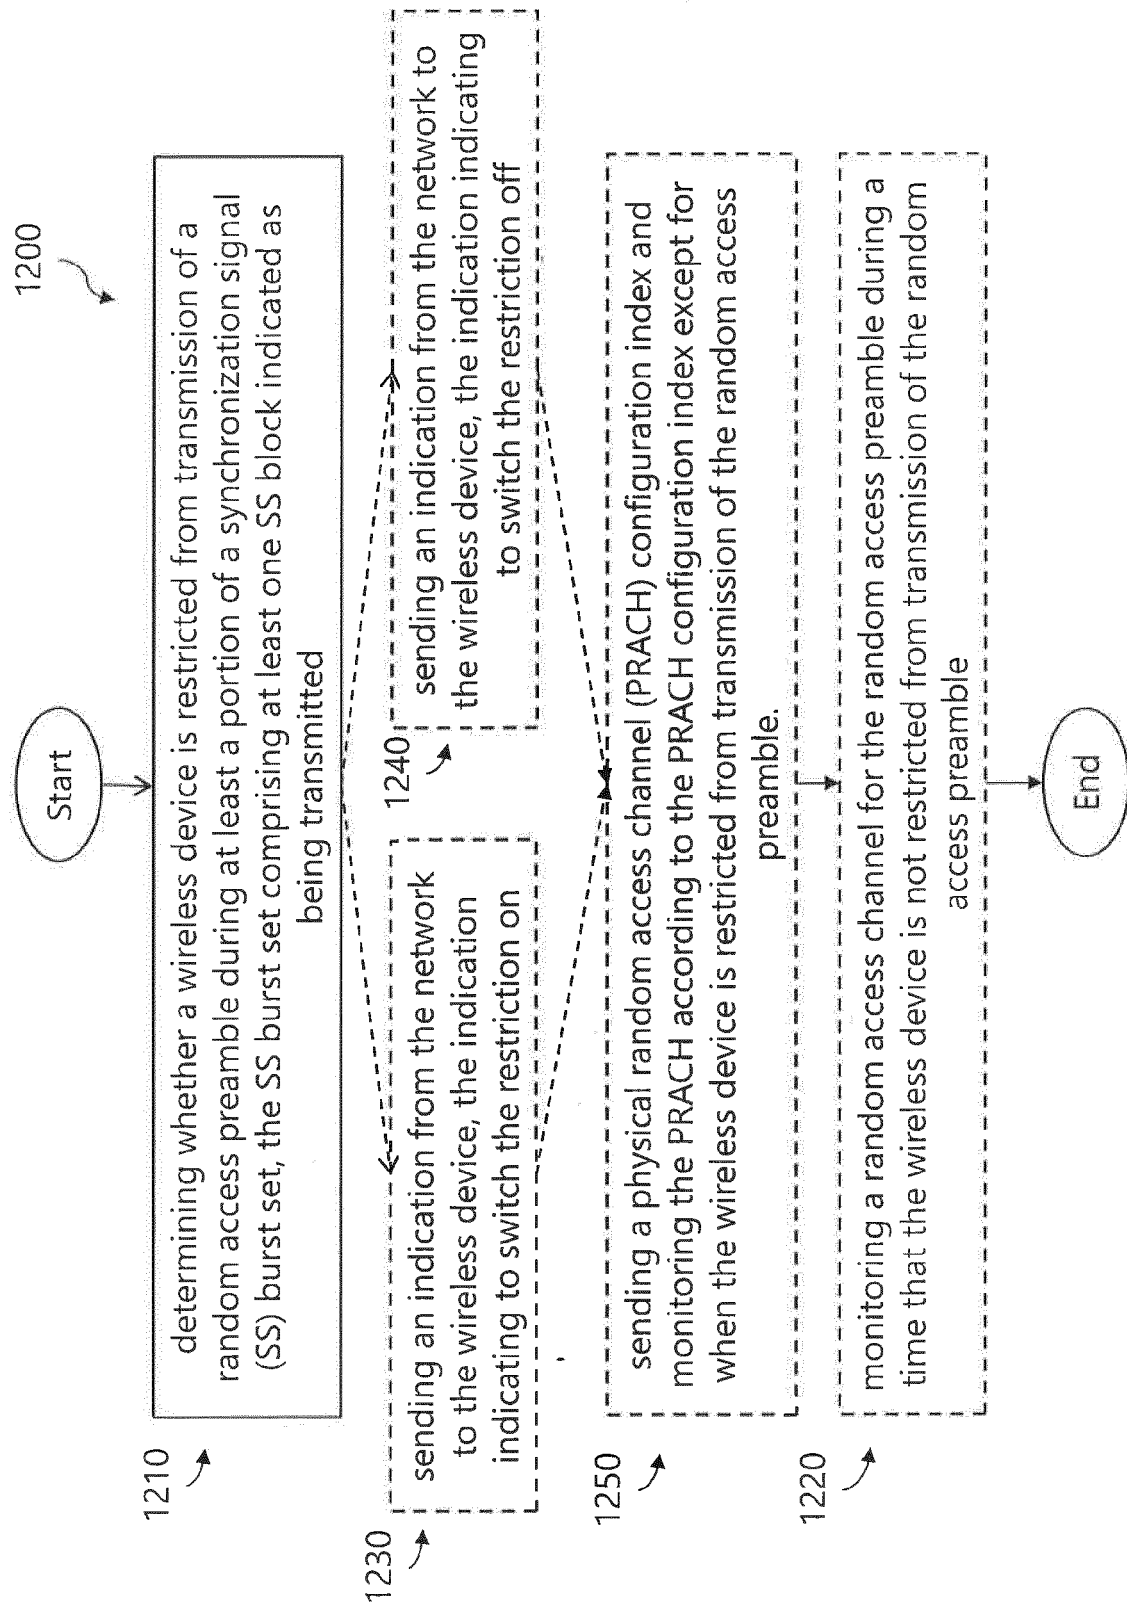 1200
Start
1210
determining whether a wireless device is restricted from transmission of a
random access preamble during at least a portion of a synchronization signal
(SS) burst set, the SS burst set comprising at least one SS block indicated as
being transmitted
1230
sending an indication from the network
to the wireless device, the indication
indicating to switch the restriction on
1240
sending an indication from the network to
the wireless device, the indication indicating
to switch the restriction off
1250
sending a physical random access channel (PRACH) configuration index and
monitoring the PRACH according to the PRACH configuration index except for
when the wireless device is restricted from transmission of the random access
preamble.
1220
monitoring a random access channel for the random access preamble during a
time that the wireless device is not restricted from transmission of the random
access preamble
End